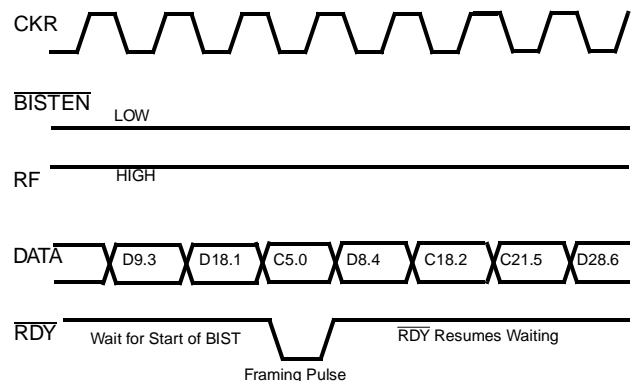 CKR
BISTEN
LOW
RF
HIGH
DATA D9.3 D18.1 C5.0 D8.4 C18.2 C21.5 D28.6
RDY Wait for Start of BIST RDY Resumes Waiting
Framing Pulse